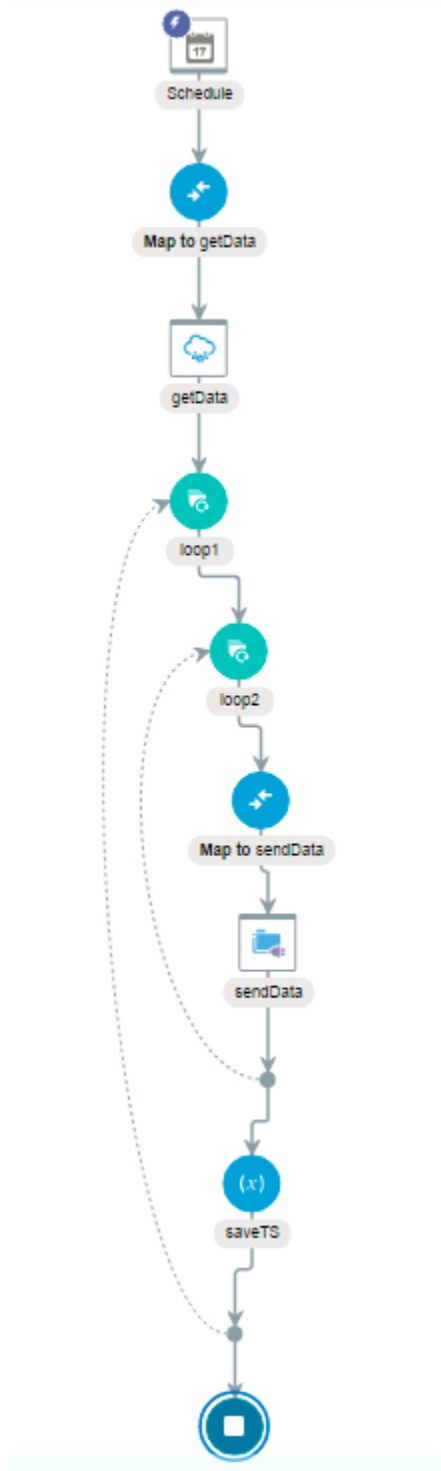 17
Schedule
Map to getData
getData
loop1
loop2
Map to sendData
sendData
(x)
saveTS